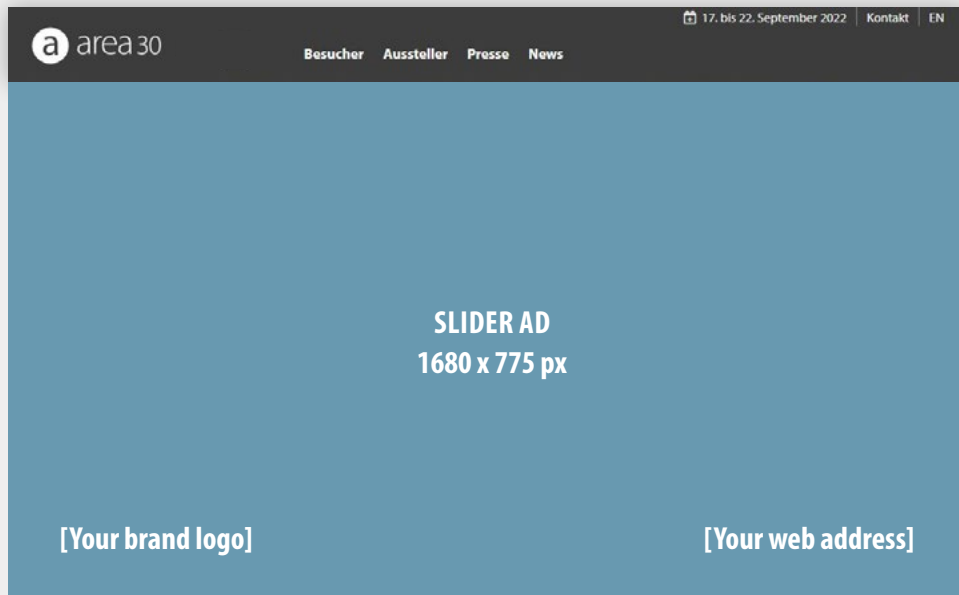 17. bis 22. September 2022 Kontakt EN
a area 30
Besucher Aussteller Presse News
SLIDER AD
1680 x 775 px
[Your brand logo] [Your web address]